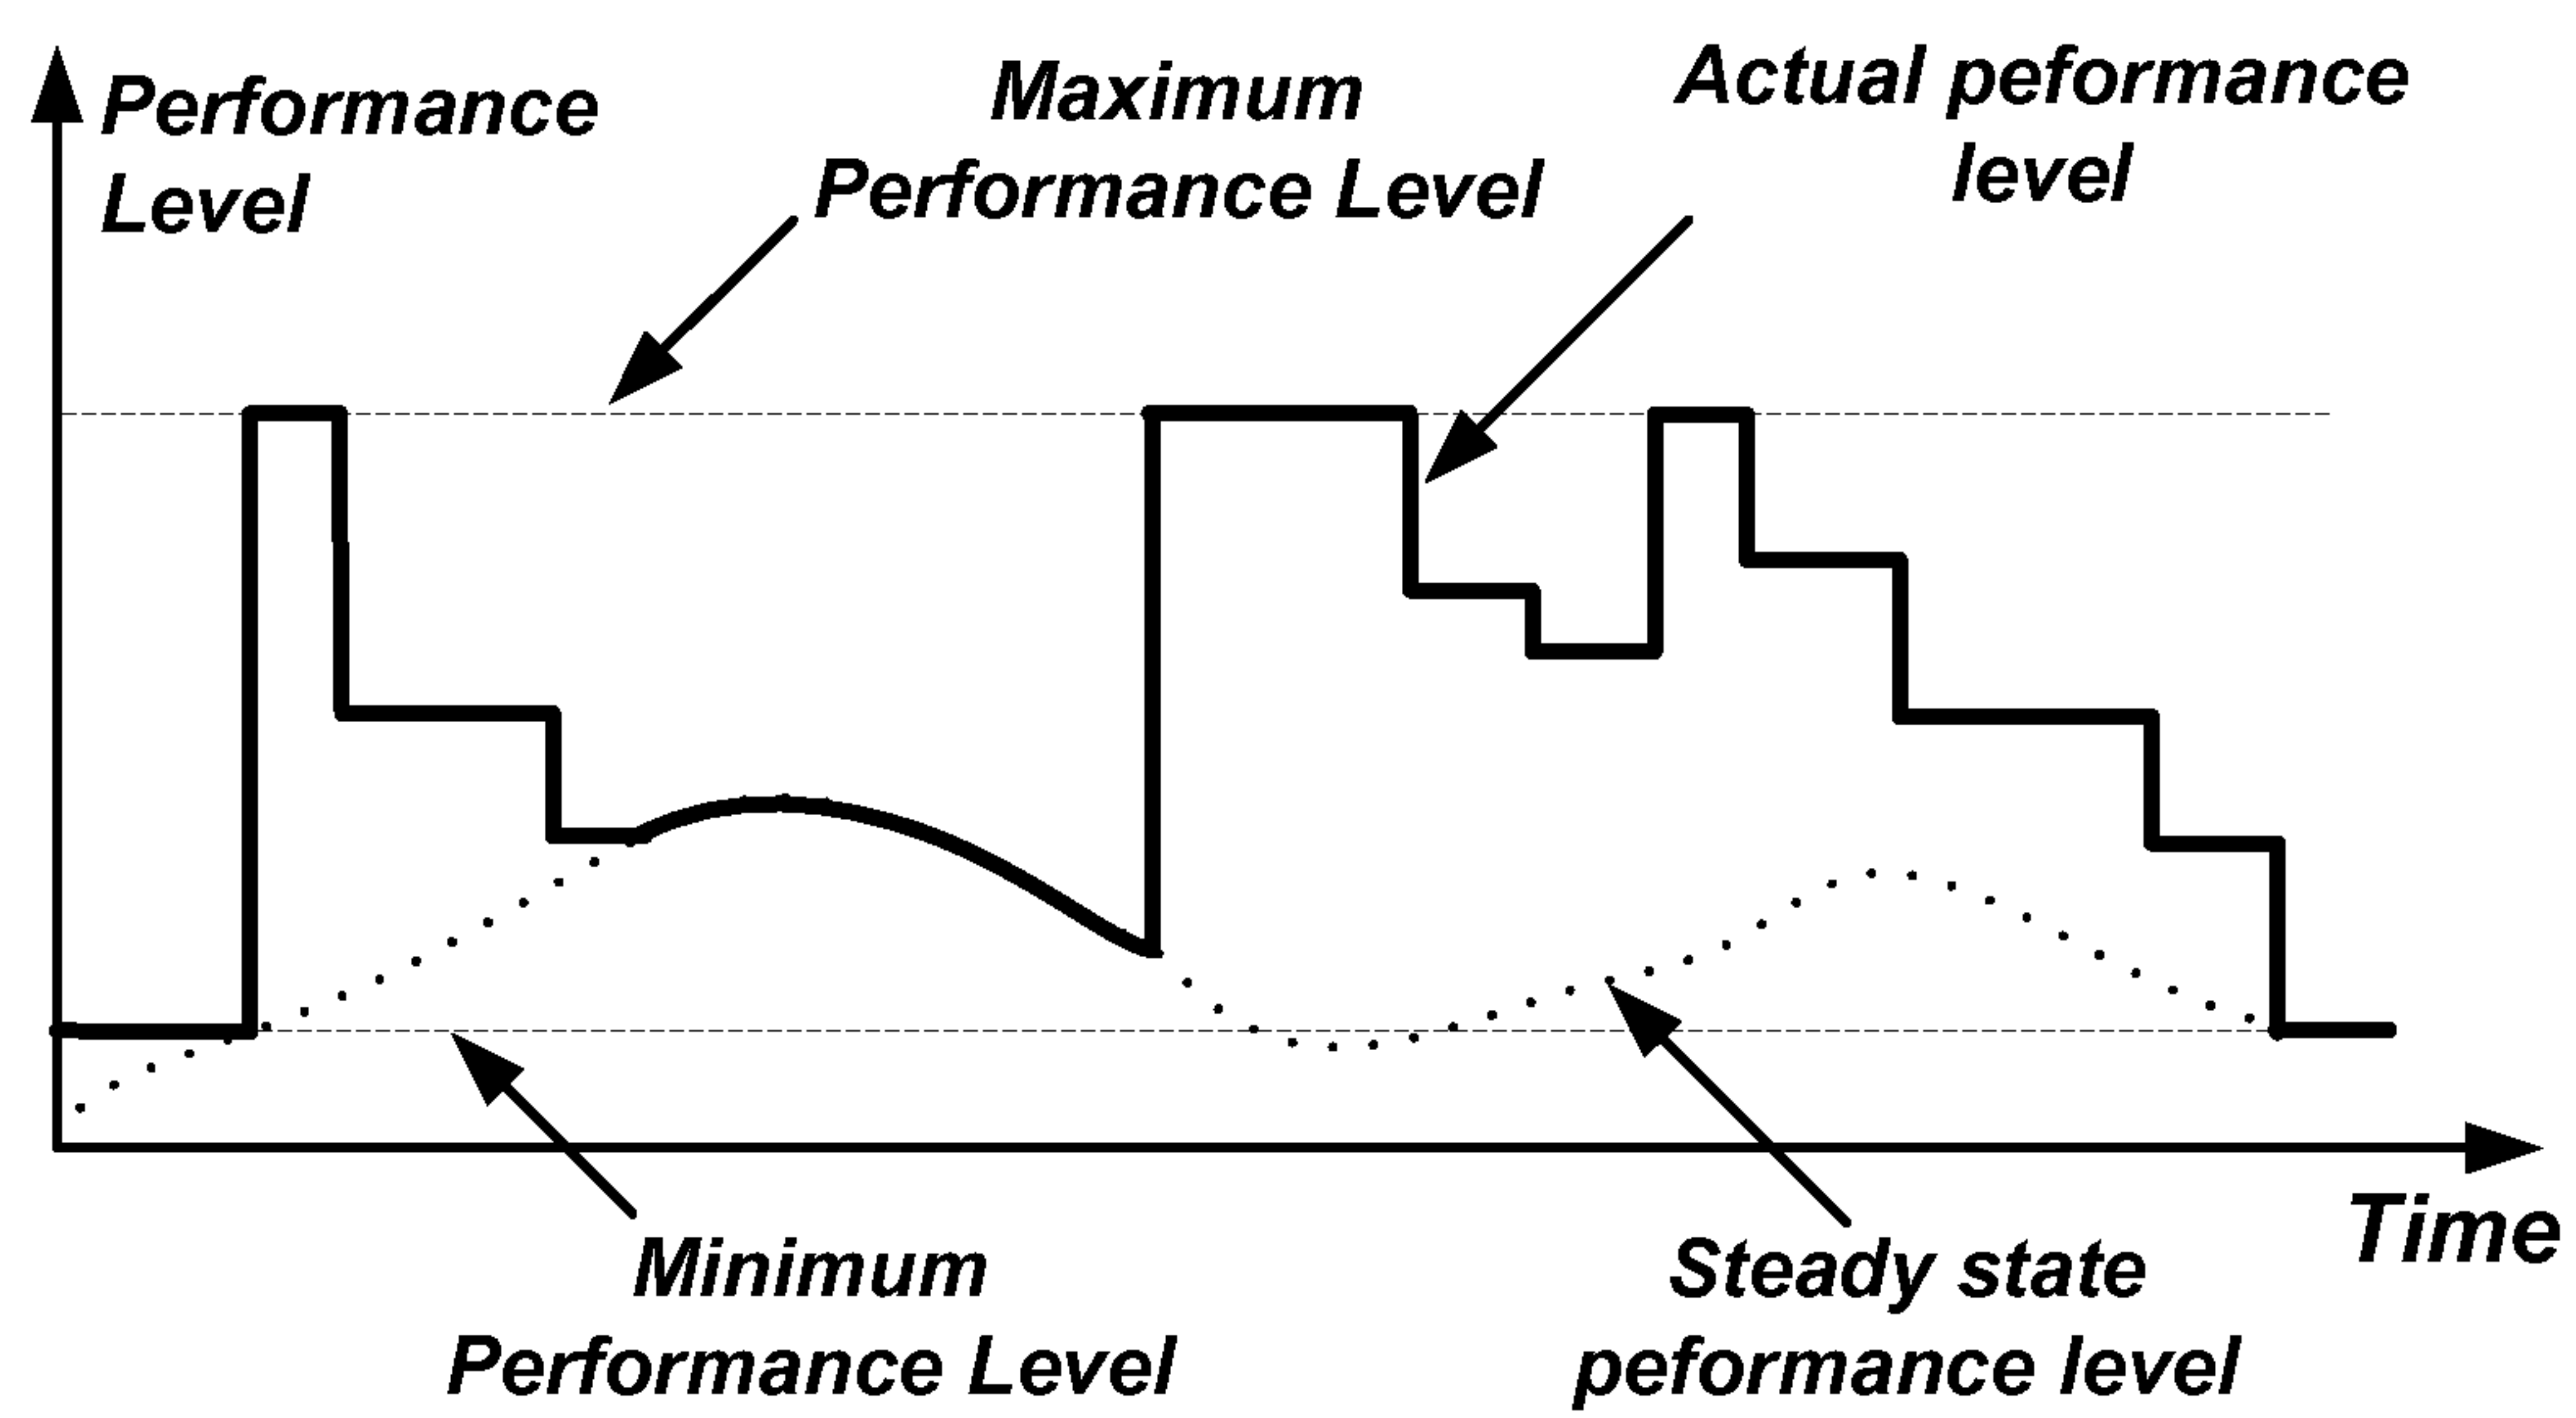 Performance
Level
Maximum
Performance Level
Actual peformance
level
Time
Minimum
Performance Level
Steady state
peformance level